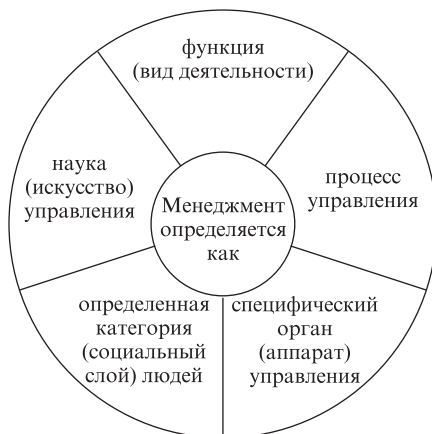 функция
(вид деятельности)
наука
(искусство)
управления
процесс
управления
Менеджмент
определяется
как
определенная
категория
(социальный
слой) людей
специфический
орган
(аппарат)
управления